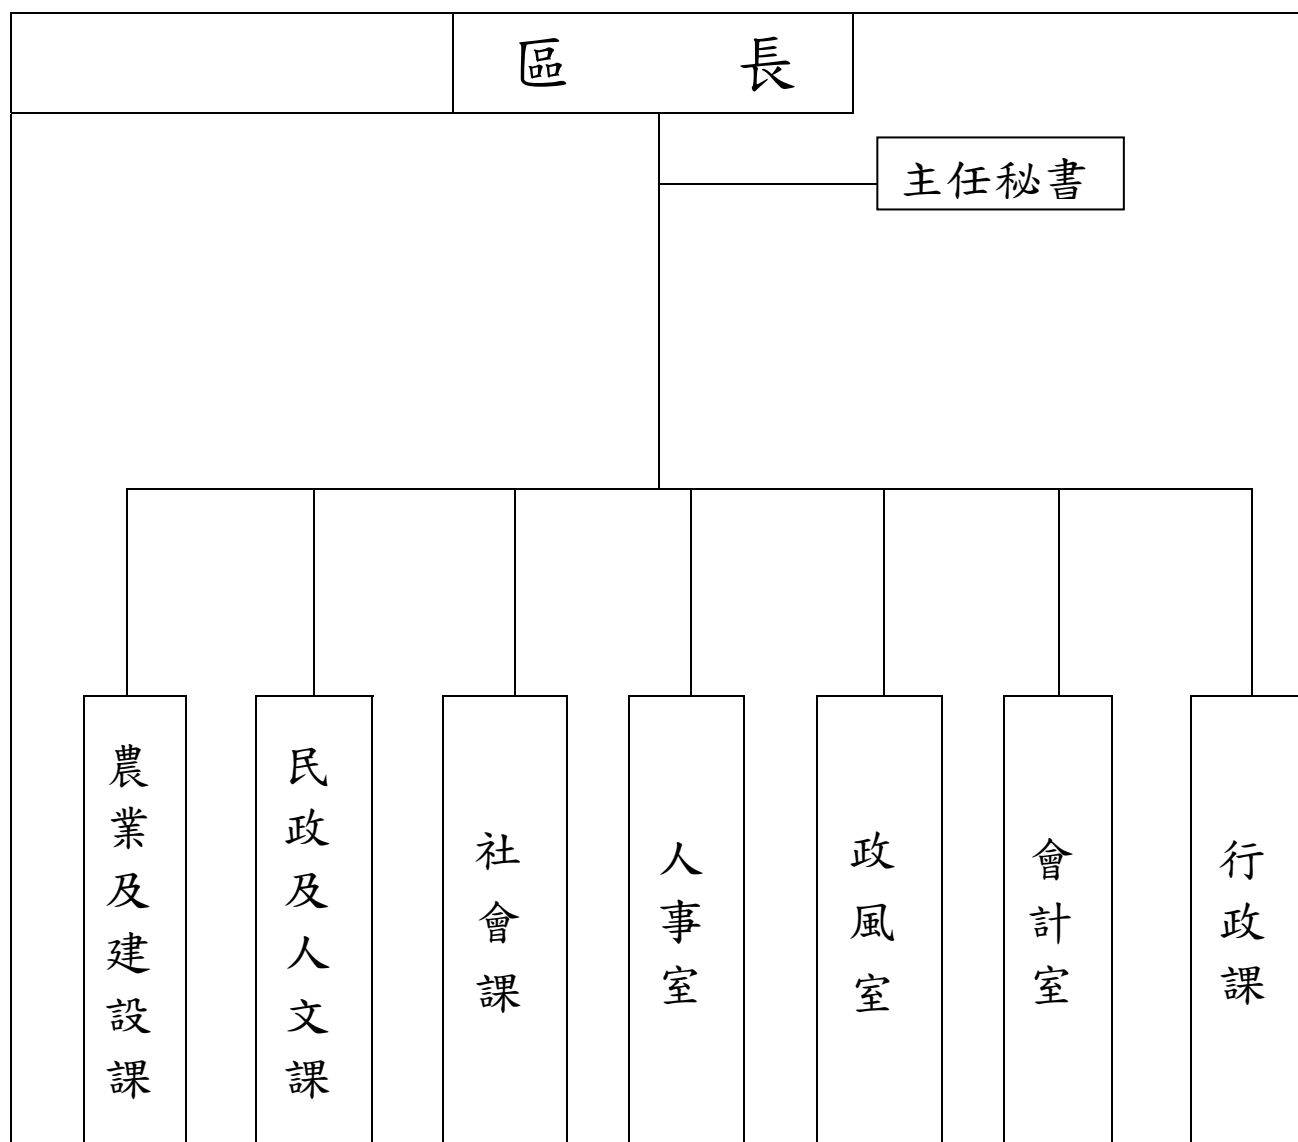 區長
主任秘書
農業及建設課
民政及人文課
社會課
人事室
政風室
會計室
行政課